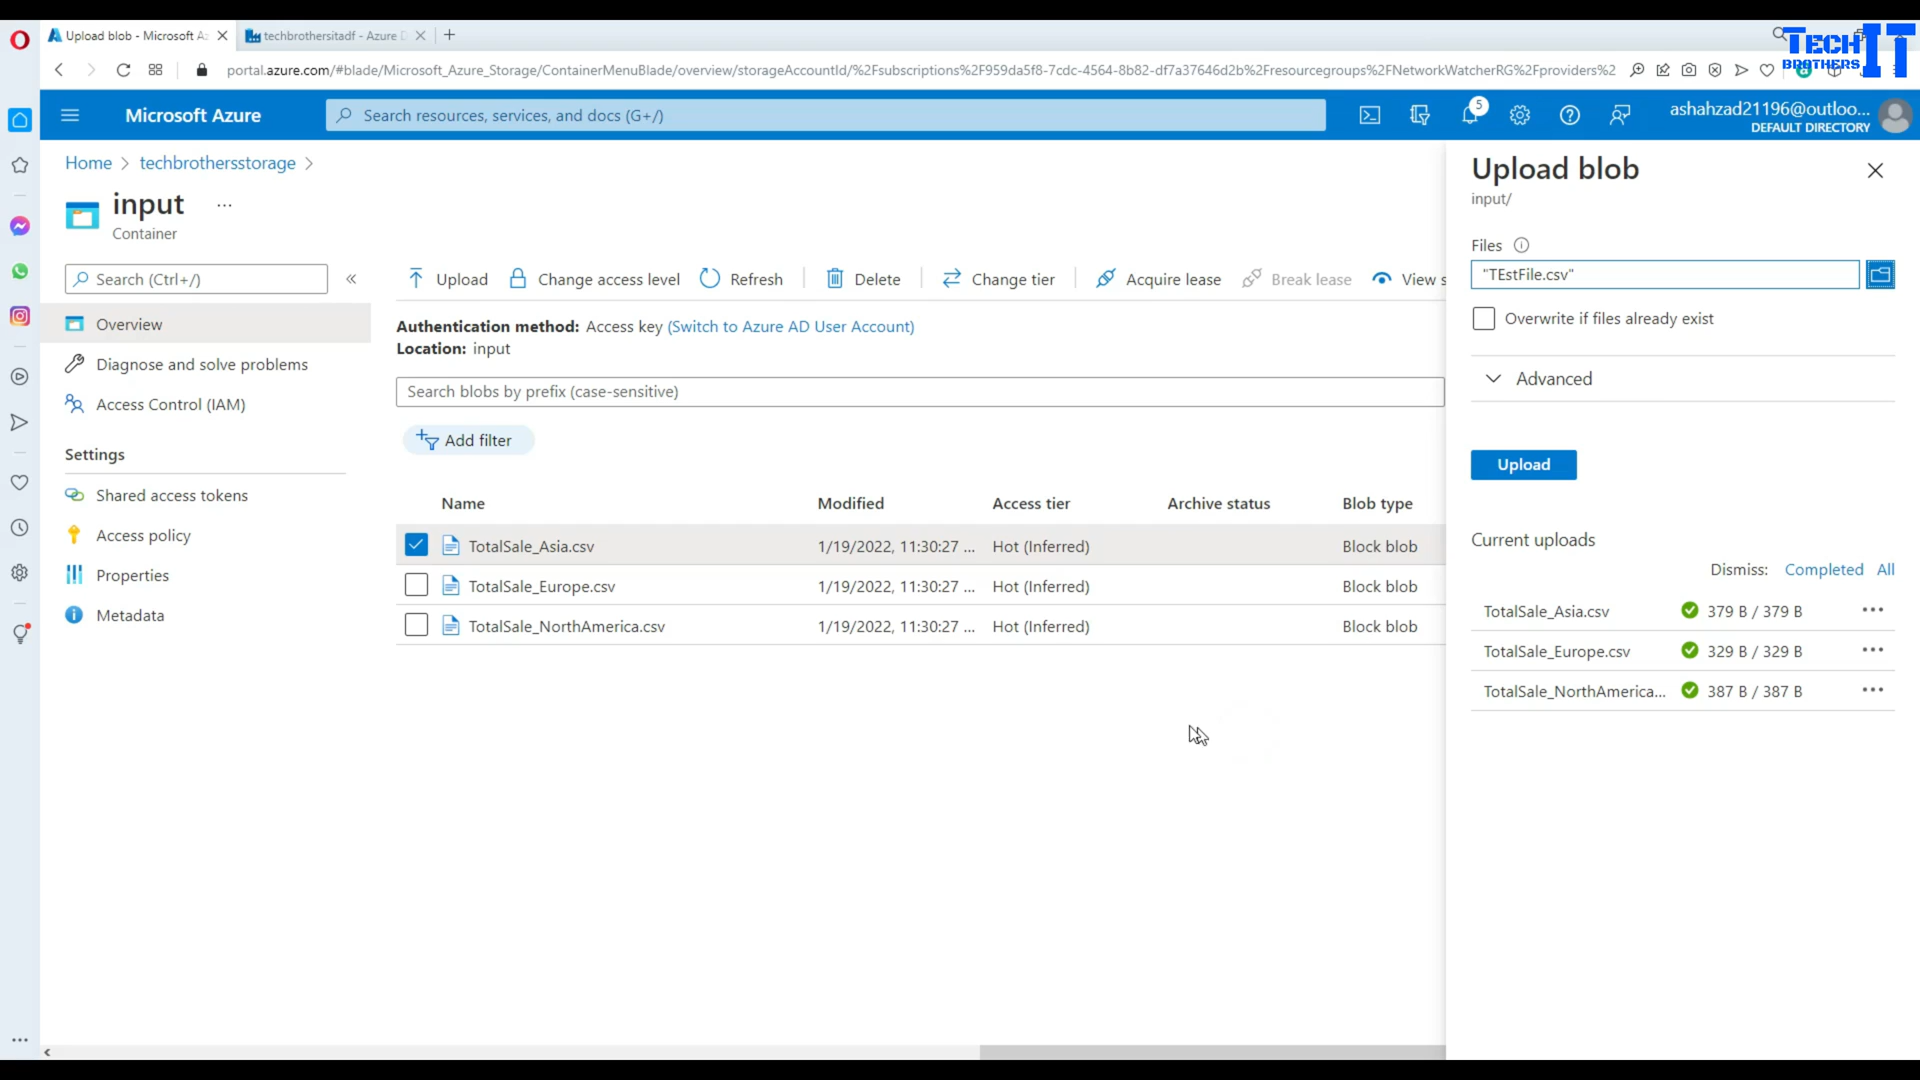 Upload blob - Microsoft Az
techbrothersitadf - Azure D
TECH IT
BROTHERS
portal.azure.com/#blade/Microsoft_Azure_Storage/ContainerMenuBlade/overview/storageAccountId/%2Fsubscriptions%2F959da5f8-7cdc-4564-8b82-df7a37646d2b%2Fresourcegroups%2FNetworkWatcherRG%2Fproviders%2
Microsoft Azure
Search resources, services, and docs (G+/)
5
ashahzad21196@outloo...
DEFAULT DIRECTORY
Home > techbrothersstorage >
input ...
Container
Search (Ctrl+/)
«
Overview
Diagnose and solve problems
Access Control (IAM)
Settings
Shared access tokens
Access policy
Properties
Metadata
Upload
Change access level
Refresh
Delete
Change tier
Acquire lease
Break lease
View s
Authentication method: Access key (Switch to Azure AD User Account)
Location: input
Search blobs by prefix (case-sensitive)
Add filter
Name Modified Access tier Archive status Blob type
TotalSale_Asia.csv 1/19/2022, 11:30:27 ... Hot (Inferred) Block blob
TotalSale_Europe.csv 1/19/2022, 11:30:27 ... Hot (Inferred) Block blob
TotalSale_NorthAmerica.csv 1/19/2022, 11:30:27 ... Hot (Inferred) Block blob
Upload blob
input/
Files
"TEstFile.csv"
Overwrite if files already exist
Advanced
Upload
Current uploads
Dismiss: Completed All
TotalSale_Asia.csv 379 B / 379 B ...
TotalSale_Europe.csv 329 B / 329 B ...
TotalSale_NorthAmerica... 387 B / 387 B ...